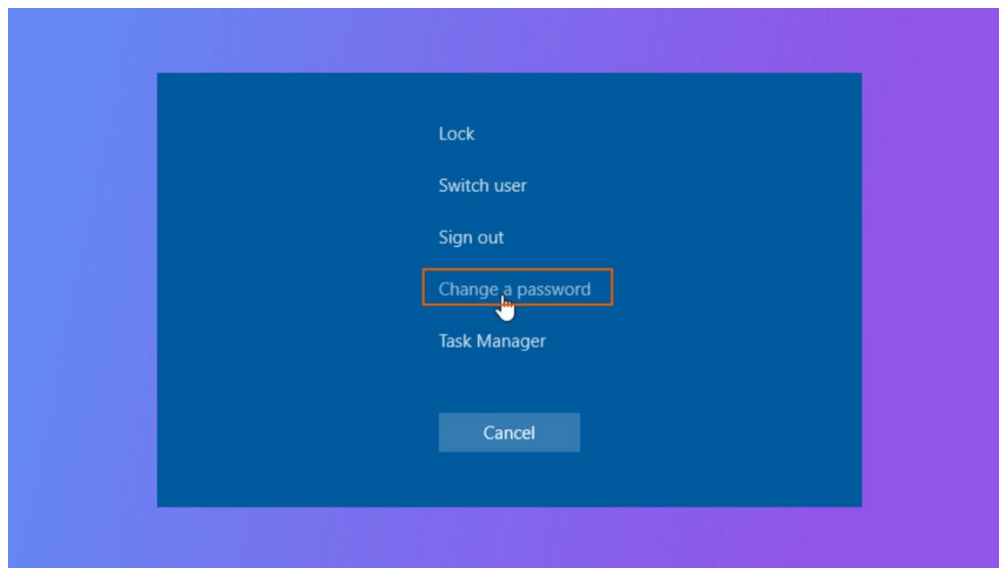 Lock
Switch user
Sign out
Change a password
Task Manager
Cancel